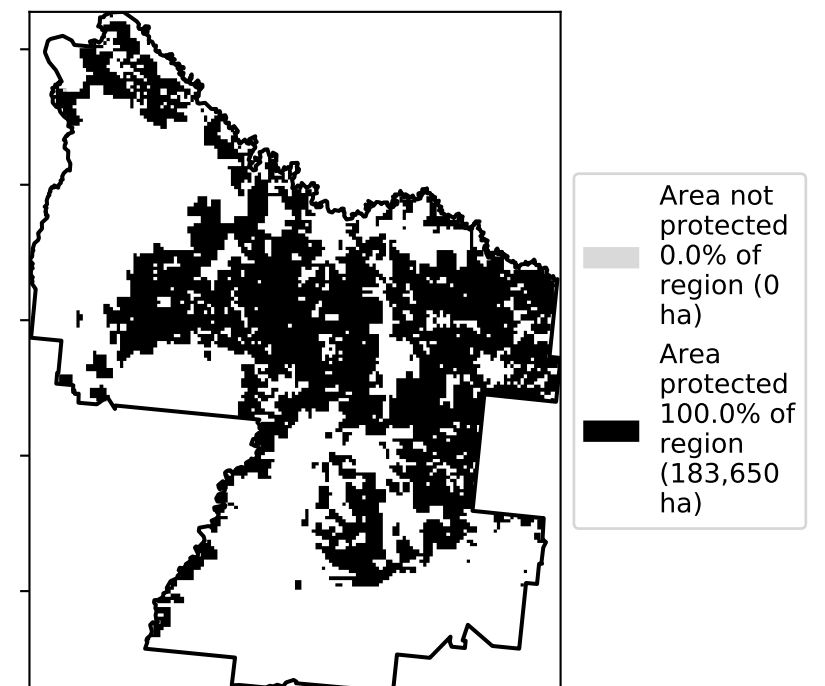 Area not
protected
0.0% of
region (0
ha)
Area
protected
100.0% of
region
(183,650
ha)